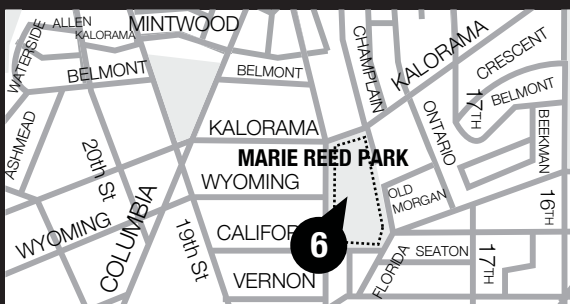 WATERSIDE
ALLEN
KALORAMA
MINTWOOD
BELMONT
BELMONT
CHAMPLAIN
KALORAMA
CRESCENT
BELMONT
17TH
ONTARIO
BEEKMAN
ASHMEAD
20th St
KALORAMA
MARIE REED PARK
WYOMING
OLD
MORGAN
16TH
WYOMING
COLUMBIA
19th St
CALIFOR
6
VERNON
FLORIDA
SEATON
17TH